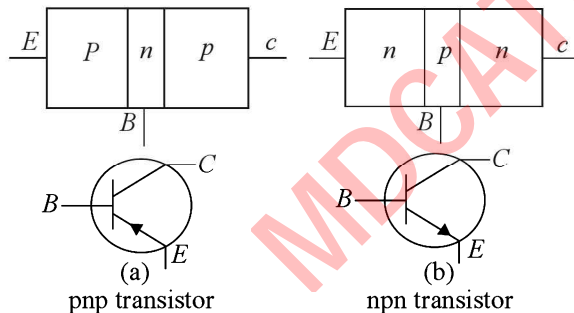 E P n p c
B
B C
E
(a)
pnp transistor
E n p n c
B
B C
E
(b)
npn transistor
MDCAT